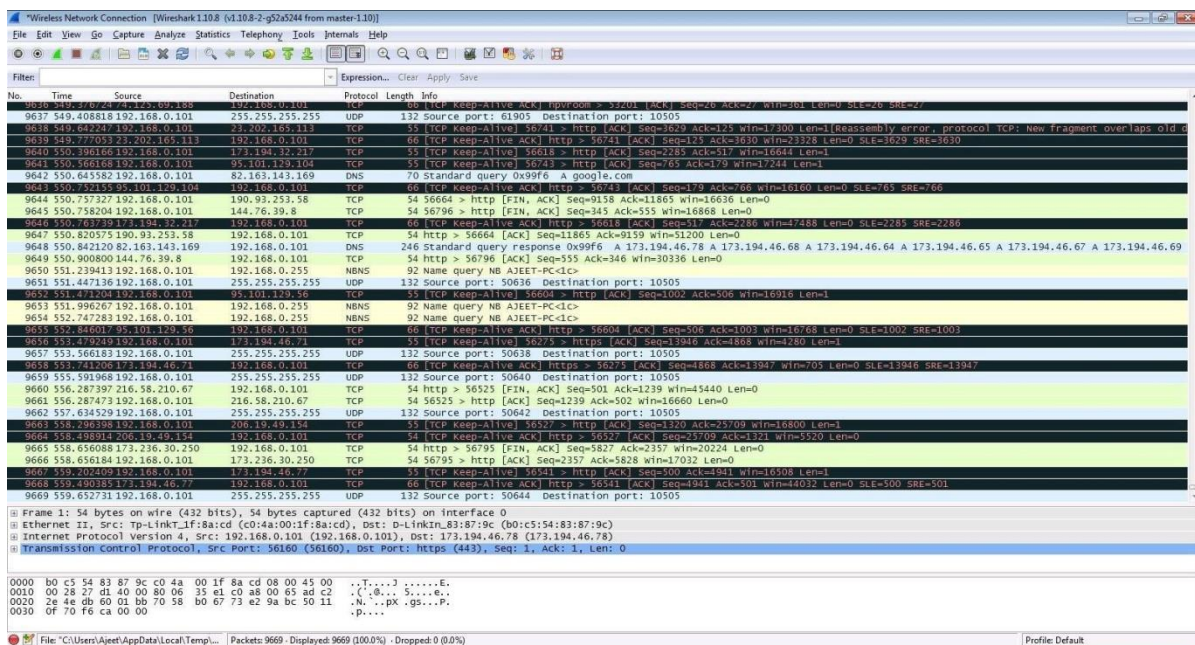 *Wireless Network Connection [Wireshark 1.10.8 (v1.10.8-2-g52a5244 from master-1.10)]
File Edit View Go Capture Analyze Statistics Telephony Tools Internals Help
Filter: Expression... Clear Apply Save
No. Time Source Destination Protocol Length Info
9636 549.376724 74.125.69.188 192.168.0.101 TCP 66 [TCP Keep-Alive ACK] hpvroom > 53201 [ACK] Seq=26 Ack=27 Win=361 Len=0 SLE=26 SRE=27
9637 549.408818 192.168.0.101 255.255.255.255 UDP 132 Source port: 61905 Destination port: 10505
9638 549.642247 192.168.0.101 23.202.165.113 TCP 55 [TCP Keep-Alive] 56741 > http [ACK] Seq=3629 Ack=125 Win=17300 Len=1[Reassembly error, protocol TCP: New fragment overlaps old d
9639 549.777053 23.202.165.113 192.168.0.101 TCP 66 [TCP Keep-Alive ACK] http > 56741 [ACK] Seq=125 Ack=3630 Win=23328 Len=0 SLE=3629 SRE=3630
9640 550.396166 192.168.0.101 173.194.32.217 TCP 55 [TCP Keep-Alive] 56618 > http [ACK] Seq=2285 Ack=517 Win=16644 Len=1
9641 550.566168 192.168.0.101 95.101.129.104 TCP 55 [TCP Keep-Alive] 56743 > http [ACK] Seq=765 Ack=179 Win=17244 Len=1
9642 550.645582 192.168.0.101 82.163.143.169 DNS 70 Standard query 0x99f6 A google.com
9643 550.752155 95.101.129.104 192.168.0.101 TCP 66 [TCP Keep-Alive ACK] http > 56743 [ACK] Seq=179 Ack=766 Win=16160 Len=0 SLE=765 SRE=766
9644 550.757327 192.168.0.101 190.93.253.58 TCP 54 56664 > http [FIN, ACK] Seq=9158 Ack=11865 Win=16636 Len=0
9645 550.758204 192.168.0.101 144.76.39.8 TCP 54 56796 > http [FIN, ACK] Seq=345 Ack=555 Win=16868 Len=0
9646 550.763739 173.194.32.217 192.168.0.101 TCP 66 [TCP Keep-Alive ACK] http > 56618 [ACK] Seq=517 Ack=2286 Win=47488 Len=0 SLE=2285 SRE=2286
9647 550.820575 190.93.253.58 192.168.0.101 TCP 54 http > 56664 [ACK] Seq=11865 Ack=9159 Win=51200 Len=0
9648 550.842120 82.163.143.169 192.168.0.101 DNS 246 Standard query response 0x99f6 A 173.194.46.78 A 173.194.46.68 A 173.194.46.64 A 173.194.46.65 A 173.194.46.67 A 173.194.46.69
9649 550.900800 144.76.39.8 192.168.0.101 TCP 54 http > 56796 [ACK] Seq=555 Ack=346 Win=30336 Len=0
9650 551.239413 192.168.0.101 192.168.0.255 NBNS 92 Name query NB AJEET-PC<1c>
9651 551.447136 192.168.0.101 255.255.255.255 UDP 132 Source port: 50636 Destination port: 10505
9652 551.471204 192.168.0.101 95.101.129.56 TCP 55 [TCP Keep-Alive] 56604 > http [ACK] Seq=1002 Ack=506 Win=16916 Len=1
9653 551.996267 192.168.0.101 192.168.0.255 NBNS 92 Name query NB AJEET-PC<1c>
9654 552.747283 192.168.0.101 192.168.0.255 NBNS 92 Name query NB AJEET-PC<1c>
9655 552.846017 95.101.129.56 192.168.0.101 TCP 66 [TCP Keep-Alive ACK] http > 56604 [ACK] Seq=506 Ack=1003 Win=16768 Len=0 SLE=1002 SRE=1003
9656 553.479249 192.168.0.101 173.194.46.71 TCP 55 [TCP Keep-Alive] 56275 > https [ACK] Seq=13946 Ack=4868 Win=4280 Len=1
9657 553.566183 192.168.0.101 255.255.255.255 UDP 132 Source port: 50638 Destination port: 10505
9658 553.741206 173.194.46.71 192.168.0.101 TCP 66 [TCP Keep-Alive ACK] https > 56275 [ACK] Seq=4868 Ack=13947 Win=705 Len=0 SLE=13946 SRE=13947
9659 555.591968 192.168.0.101 255.255.255.255 UDP 132 Source port: 50640 Destination port: 10505
9660 556.287397 216.58.210.67 192.168.0.101 TCP 54 http > 56525 [FIN, ACK] Seq=501 Ack=1239 Win=45440 Len=0
9661 556.287473 192.168.0.101 216.58.210.67 TCP 54 56525 > http [ACK] Seq=1239 Ack=502 Win=16660 Len=0
9662 557.634529 192.168.0.101 255.255.255.255 UDP 132 Source port: 50642 Destination port: 10505
9663 558.296398 192.168.0.101 206.19.49.154 TCP 55 [TCP Keep-Alive] 56527 > http [ACK] Seq=1320 Ack=25709 Win=16800 Len=1
9664 558.498914 206.19.49.154 192.168.0.101 TCP 54 [TCP Keep-Alive ACK] http > 56527 [ACK] Seq=25709 Ack=1321 Win=5520 Len=0
9665 558.656088 173.236.30.250 192.168.0.101 TCP 54 http > 56795 [FIN, ACK] Seq=5827 Ack=2357 Win=20224 Len=0
9666 558.656184 192.168.0.101 173.236.30.250 TCP 54 56795 > http [ACK] Seq=2357 Ack=5828 Win=17032 Len=0
9667 559.202409 192.168.0.101 173.194.46.77 TCP 55 [TCP Keep-Alive] 56541 > http [ACK] Seq=500 Ack=4941 Win=16508 Len=1
9668 559.490385 173.194.46.77 192.168.0.101 TCP 66 [TCP Keep-Alive ACK] http > 56541 [ACK] Seq=4941 Ack=501 Win=44032 Len=0 SLE=500 SRE=501
9669 559.652731 192.168.0.101 255.255.255.255 UDP 132 Source port: 50644 Destination port: 10505
Frame 1: 54 bytes on wire (432 bits), 54 bytes captured (432 bits) on interface 0
Ethernet II, Src: Tp-LinkT_1f:8a:cd (c0:4a:00:1f:8a:cd), Dst: D-LinkIn_83:87:9c (b0:c5:54:83:87:9c)
Internet Protocol Version 4, Src: 192.168.0.101 (192.168.0.101), Dst: 173.194.46.78 (173.194.46.78)
Transmission Control Protocol, Src Port: 56160 (56160), Dst Port: https (443), Seq: 1, Ack: 1, Len: 0
0000 b0 c5 54 83 87 9c c0 4a 00 1f 8a cd 08 00 45 00 ..T....J ......E.
0010 00 28 27 d1 40 00 80 06 35 e1 c0 a8 00 65 ad c2 .('.@... 5....e..
0020 2e 4e db 60 01 bb 70 58 b0 67 73 e2 9a bc 50 11 .N.`..pX .gs...P.
0030 0f 70 f6 ca 00 00 .p....
File: "C:\Users\Ajeet\AppData\Local\Temp\... Packets: 9669 · Displayed: 9669 (100.0%) · Dropped: 0 (0.0%) Profile: Default